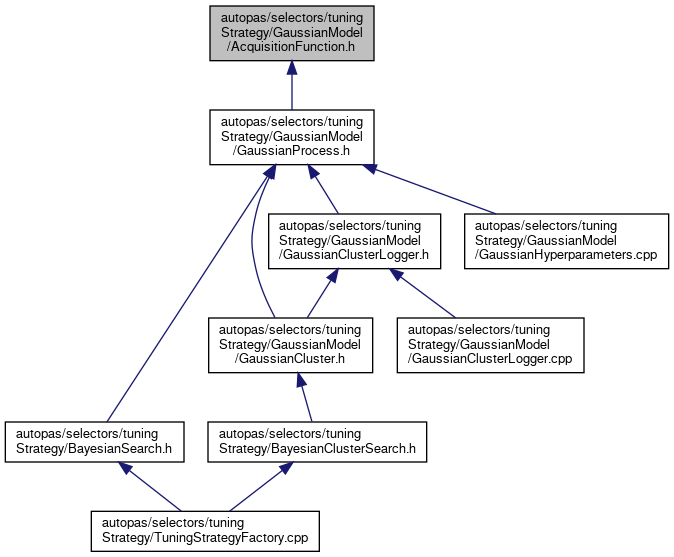 autopas/selectors/tuning
Strategy/GaussianModel
/AcquisitionFunction.h
autopas/selectors/tuning
Strategy/GaussianModel
/GaussianProcess.h
autopas/selectors/tuning
Strategy/GaussianModel
/GaussianClusterLogger.h
autopas/selectors/tuning
Strategy/GaussianModel
/GaussianHyperparameters.cpp
autopas/selectors/tuning
Strategy/GaussianModel
/GaussianCluster.h
autopas/selectors/tuning
Strategy/GaussianModel
/GaussianClusterLogger.cpp
autopas/selectors/tuning
Strategy/BayesianSearch.h
autopas/selectors/tuning
Strategy/BayesianClusterSearch.h
autopas/selectors/tuning
Strategy/TuningStrategyFactory.cpp